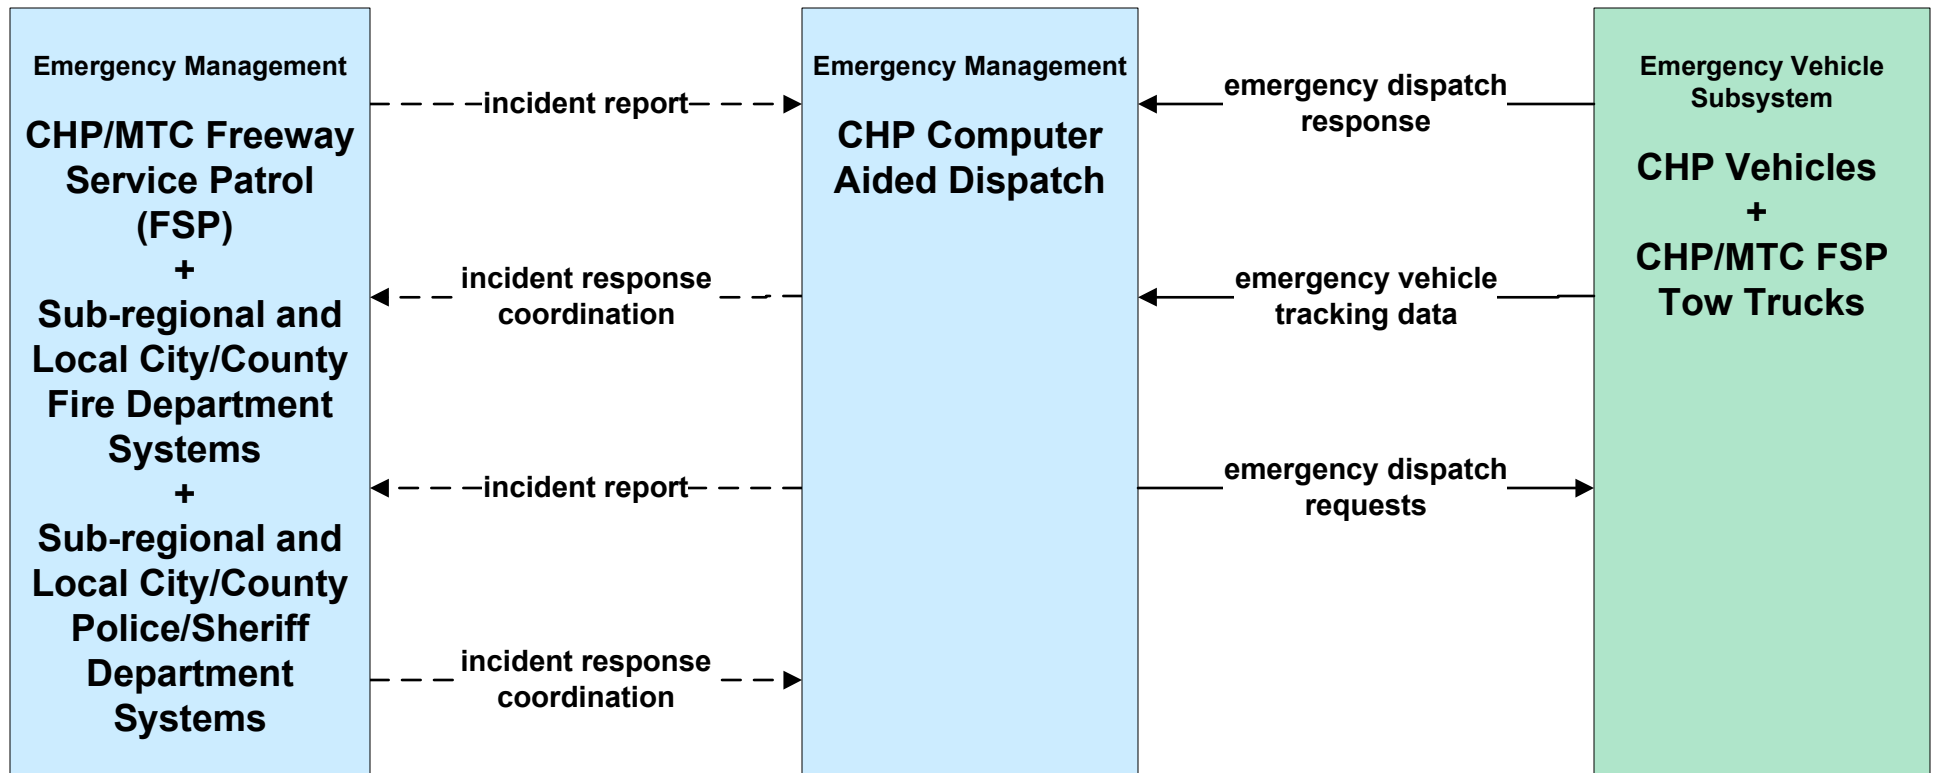 Emergency Management
CHP/MTC Freeway
Service Patrol
(FSP)
+
Sub-regional and
Local City/County
Fire Department
Systems
+
Sub-regional and
Local City/County
Police/Sheriff
Department
Systems
incident report
incident response
coordination
incident report
incident response
coordination
Emergency Management
CHP Computer
Aided Dispatch
emergency dispatch
response
emergency vehicle
tracking data
emergency dispatch
requests
Emergency Vehicle
Subsystem
CHP Vehicles
+
CHP/MTC FSP
Tow Trucks